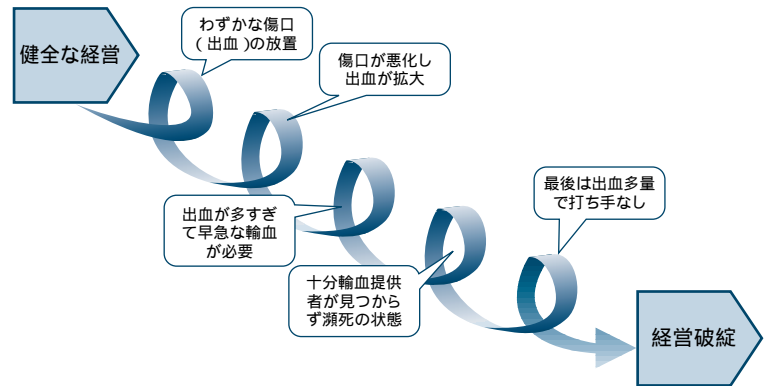 健全な経営
わずかな傷口
(出血)の放置
傷口が悪化し
出血が拡大
出血が多すぎ
て早急な輸血
が必要
十分輸血提供
者が見つから
ず瀕死の状態
最後は出血多量
で打ち手なし
経営破綻